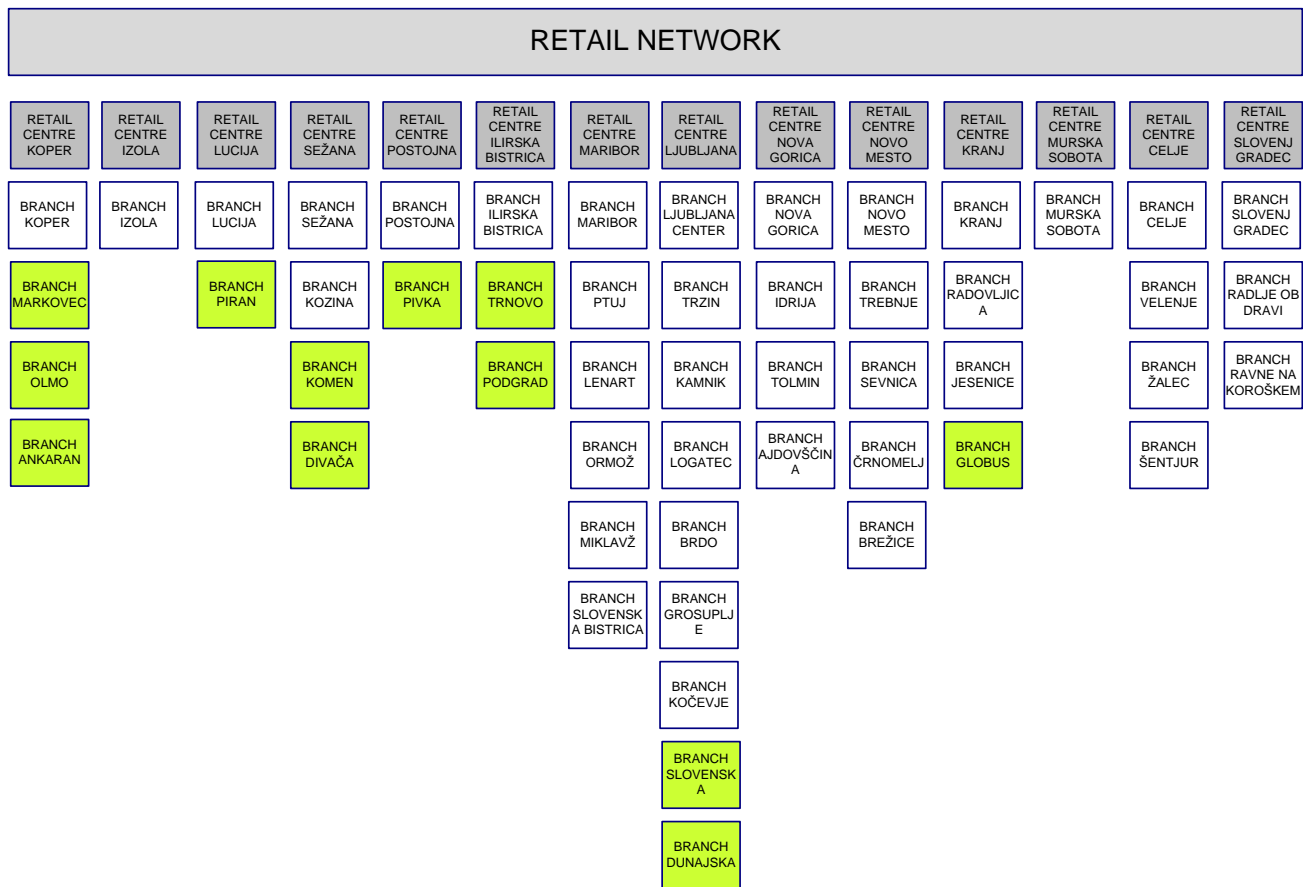 RETAIL NETWORK
RETAIL
CENTRE
KOPER
RETAIL
CENTRE
IZOLA
RETAIL
CENTRE
LUCIJA
RETAIL
CENTRE
SEŽANA
RETAIL
CENTRE
POSTOJNA
RETAIL
CENTRE
ILIRSKA
BISTRICA
RETAIL
CENTRE
MARIBOR
RETAIL
CENTRE
LJUBLJANA
RETAIL
CENTRE
NOVA
GORICA
RETAIL
CENTRE
NOVO
MESTO
RETAIL
CENTRE
KRANJ
RETAIL
CENTRE
MURSKA
SOBOTA
RETAIL
CENTRE
CELJE
RETAIL
CENTRE
SLOVENJ
GRADEC
BRANCH
KOPER
BRANCH
IZOLA
BRANCH
LUCIJA
BRANCH
SEŽANA
BRANCH
POSTOJNA
BRANCH
ILIRSKA
BISTRICA
BRANCH
MARIBOR
BRANCH
LJUBLJANA
CENTER
BRANCH
NOVA
GORICA
BRANCH
NOVO
MESTO
BRANCH
KRANJ
BRANCH
MURSKA
SOBOTA
BRANCH
CELJE
BRANCH
SLOVENJ
GRADEC
BRANCH
MARKOVEC
BRANCH
PIRAN
BRANCH
KOZINA
BRANCH
PIVKA
BRANCH
TRNOVO
BRANCH
PTUJ
BRANCH
TRZIN
BRANCH
IDRIJA
BRANCH
TREBNJE
BRANCH
RADOVLJIC
A
BRANCH
VELENJE
BRANCH
RADLJE OB
DRAVI
BRANCH
OLMO
BRANCH
KOMEN
BRANCH
PODGRAD
BRANCH
LENART
BRANCH
KAMNIK
BRANCH
TOLMIN
BRANCH
SEVNICA
BRANCH
JESENICE
BRANCH
ŽALEC
BRANCH
RAVNE NA
KOROŠKEM
BRANCH
ANKARAN
BRANCH
DIVAČA
BRANCH
ORMOŽ
BRANCH
LOGATEC
BRANCH
AJDOVŠČIN
A
BRANCH
ČRNOMELJ
BRANCH
GLOBUS
BRANCH
ŠENTJUR
BRANCH
MIKLAVŽ
BRANCH
BRDO
BRANCH
BREŽICE
BRANCH
SLOVENSK
A BISTRICA
BRANCH
GROSUPLJ
E
BRANCH
KOČEVJE
BRANCH
SLOVENSK
A
BRANCH
DUNAJSKA